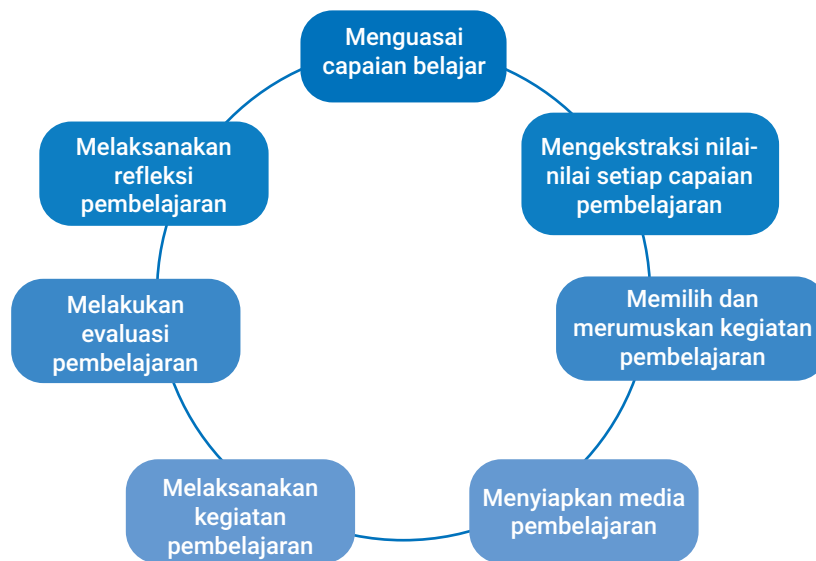 Menguasai
capaian belajar
Mengekstraksi nilai-
nilai setiap capaian
pembelajaran
Memilih dan
merumuskan kegiatan
pembelajaran
Menyiapkan media
pembelajaran
Melaksanakan
kegiatan
pembelajaran
Melakukan
evaluasi
pembelajaran
Melaksanakan
refleksi
pembelajaran